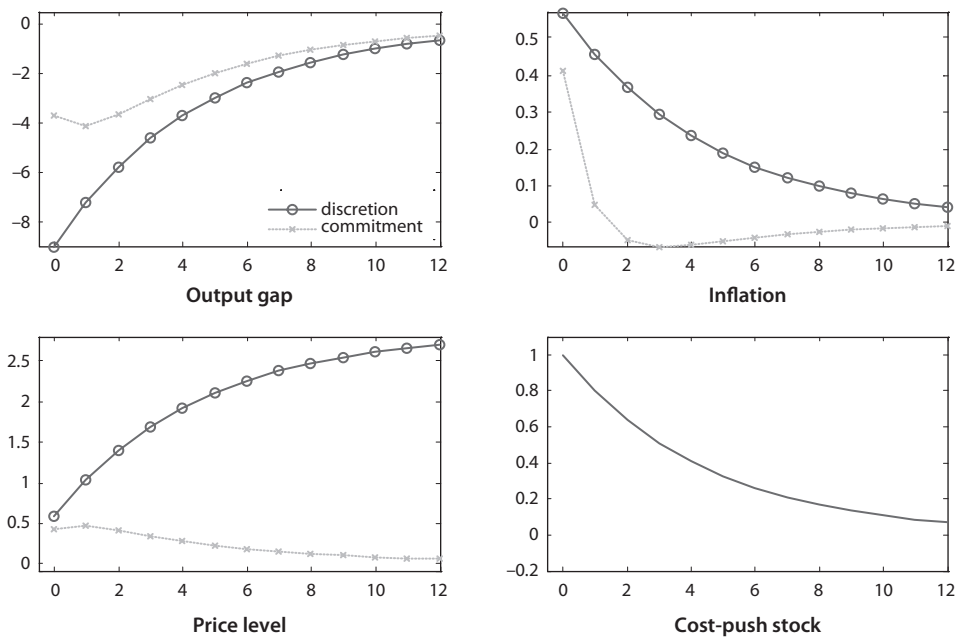 0
−2
−4
−6
−8
discretion
commitment
0 2 4 6 8 10 12
Output gap
0.5
0.4
0.3
0.2
0.1
0
0 2 4 6 8 10 12
Inflation
2.5
2
1.5
1
0.5
0
0 2 4 6 8 10 12
Price level
1
0.8
0.6
0.4
0.2
0
−0.2
0 2 4 6 8 10 12
Cost-push stock